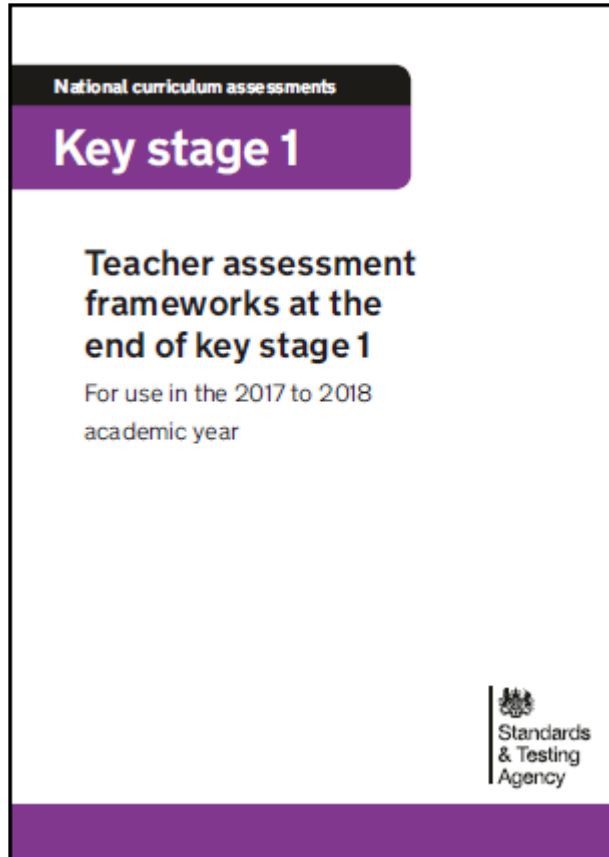 National curriculum assessments
Key stage 1
Teacher assessment
frameworks at the
end of key stage 1
For use in the 2017 to 2018
academic year
Standards
& Testing
Agency